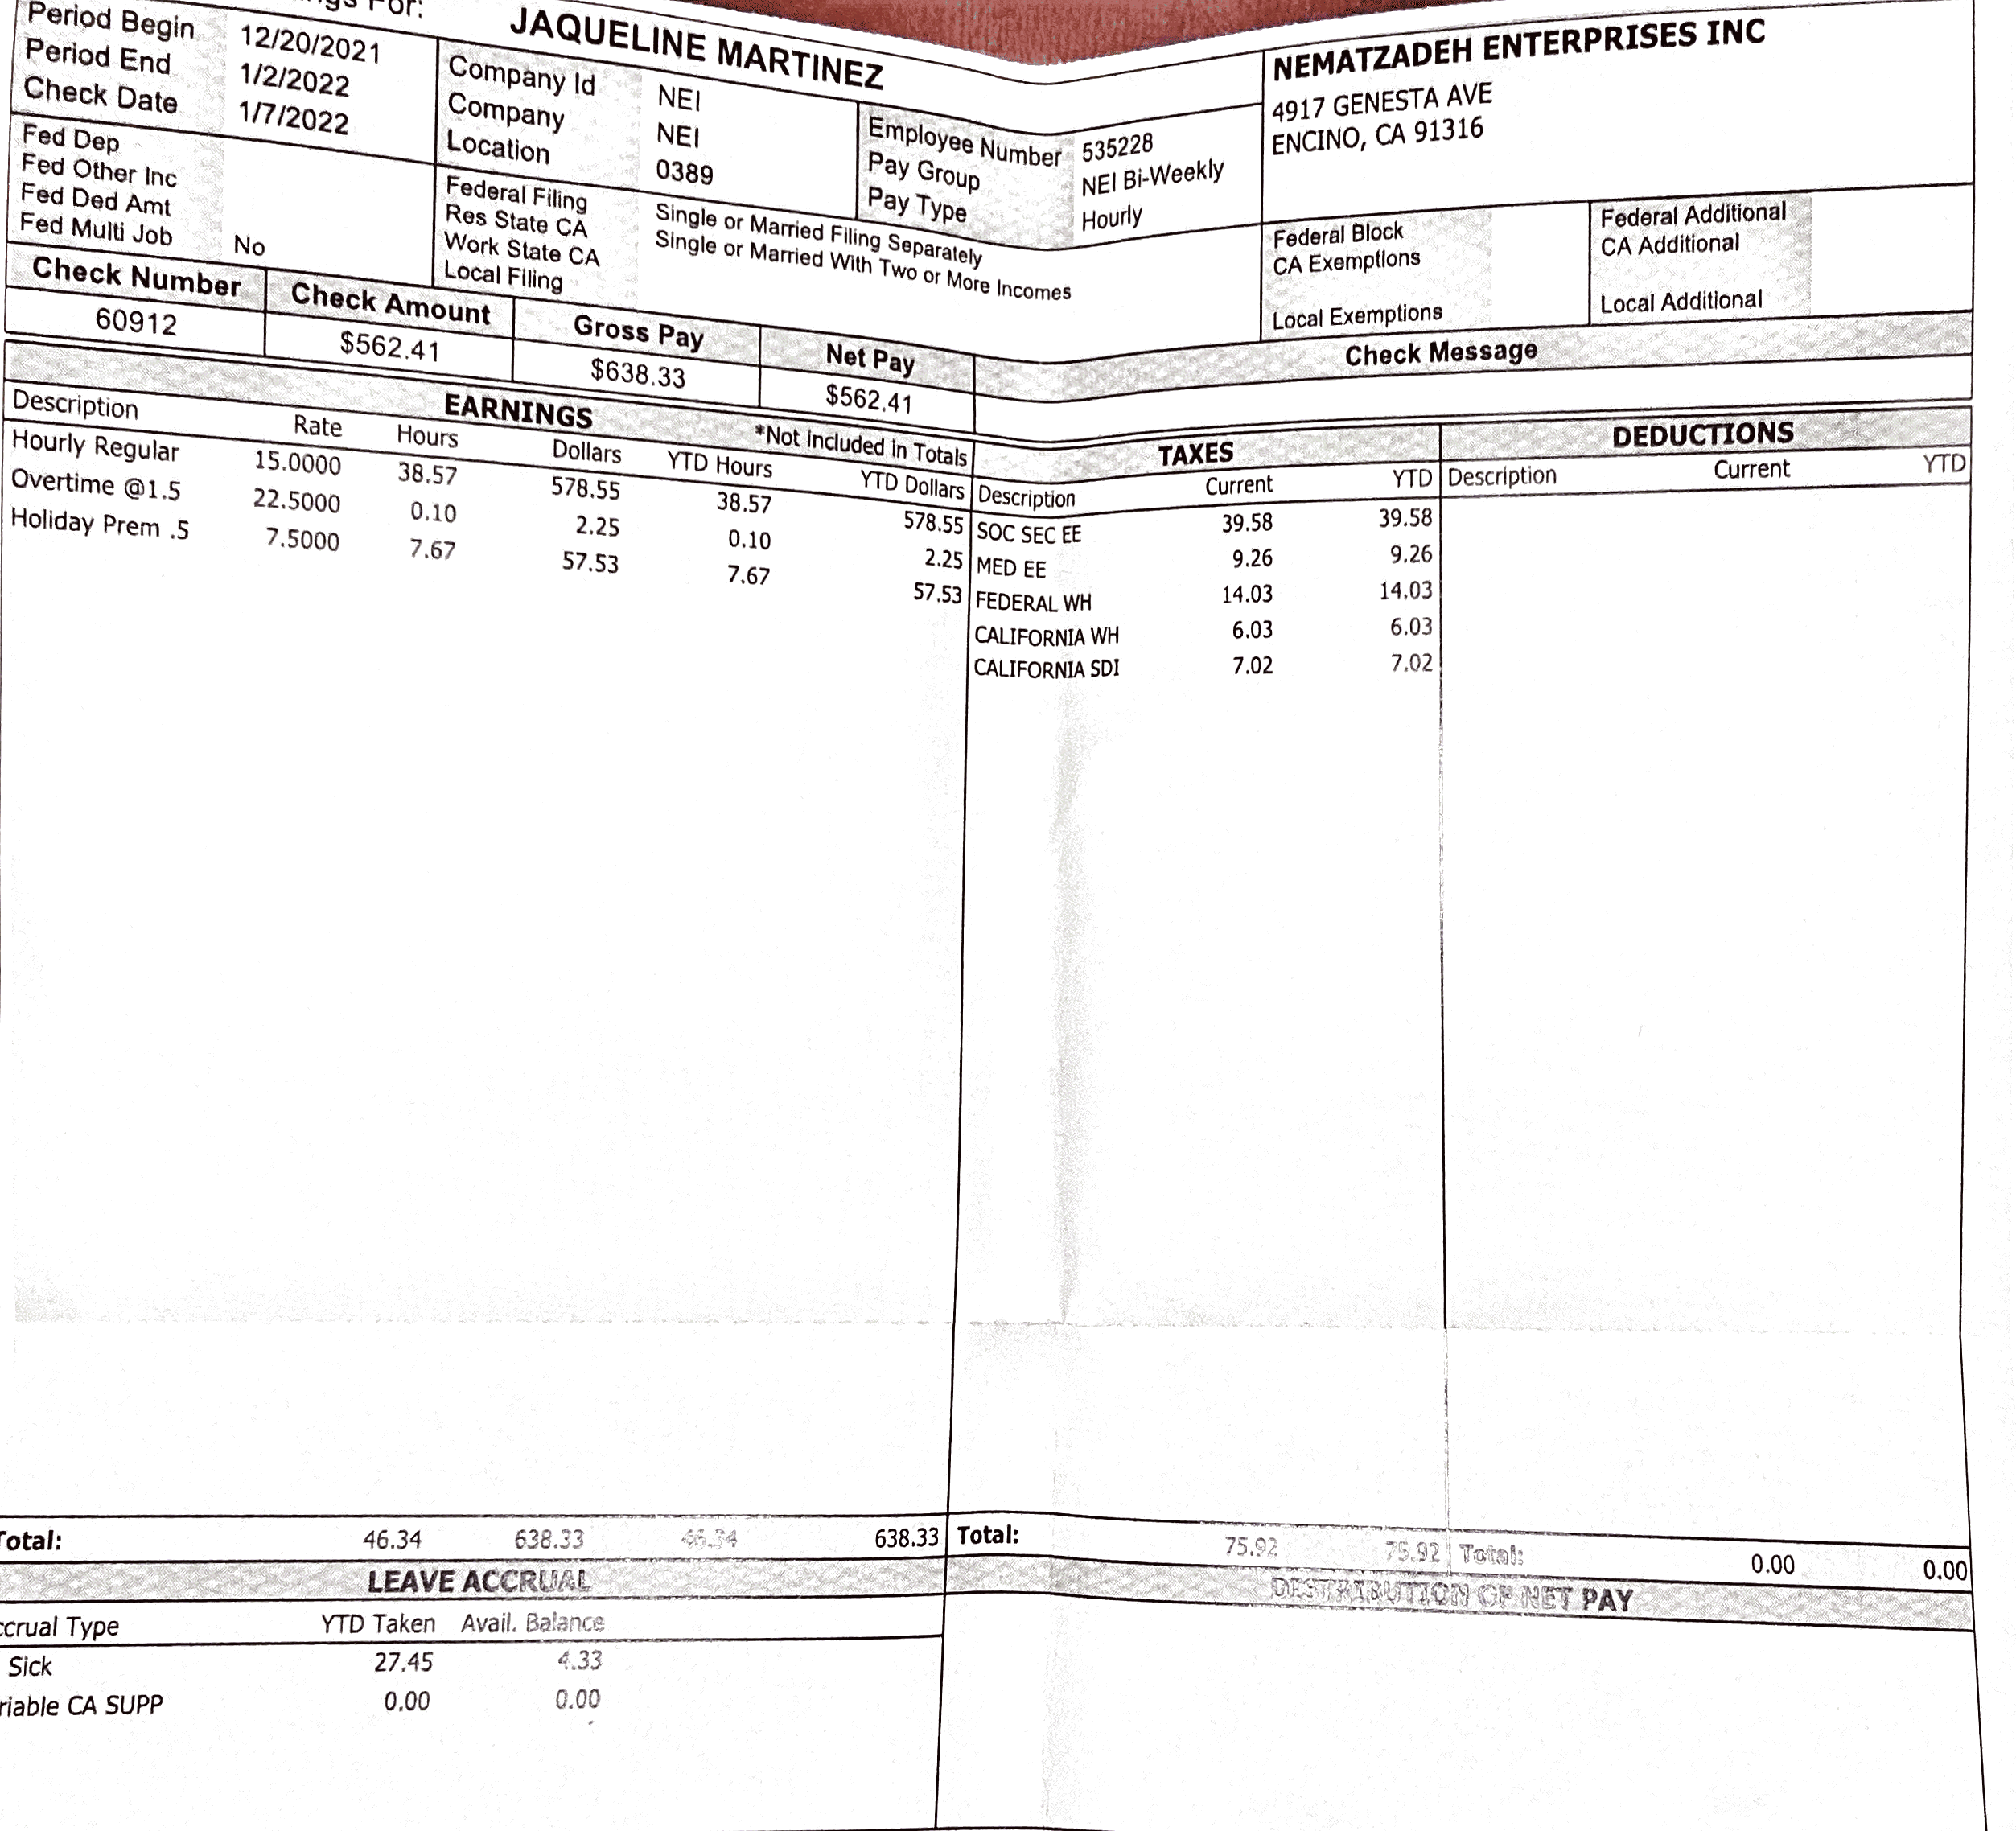 For:
JAQUELINE MARTINEZ
Period Begin 12/20/2021
Period End 1/2/2022
Check Date 1/7/2022
Company Id NEI
Company NEI
Location 0389
Employee Number 535228
Pay Group NEI Bi-Weekly
Pay Type Hourly
NEMATZADEH ENTERPRISES INC
4917 GENESTA AVE
ENCINO, CA 91316
Fed Dep
Fed Other Inc
Fed Ded Amt
Fed Multi Job No
Federal Filing Single or Married Filing Separately
Res State CA Single or Married With Two or More Incomes
Work State CA
Local Filing
Federal Block
CA Exemptions
Local Exemptions
Federal Additional
CA Additional
Local Additional
Check Number Check Amount Gross Pay Net Pay Check Message
60912 $562.41 $638.33 $562.41
EARNINGS *Not included in Totals
Description Rate Hours Dollars YTD Hours YTD Dollars
Hourly Regular 15.0000 38.57 578.55 38.57 578.55
Overtime @1.5 22.5000 0.10 2.25 0.10 2.25
Holiday Prem .5 7.5000 7.67 57.53 7.67 57.53
TAXES
Description Current YTD
SOC SEC EE 39.58 39.58
MED EE 9.26 9.26
FEDERAL WH 14.03 14.03
CALIFORNIA WH 6.03 6.03
CALIFORNIA SDI 7.02 7.02
DEDUCTIONS
Description Current YTD
Total: 46.34 638.33 46.34 638.33
Total: 75.92 75.92
Total: 0.00 0.00
LEAVE ACCRUAL
ccrual Type YTD Taken Avail. Balance
Sick 27.45 4.33
riable CA SUPP 0.00 0.00
DISTRIBUTION OF NET PAY